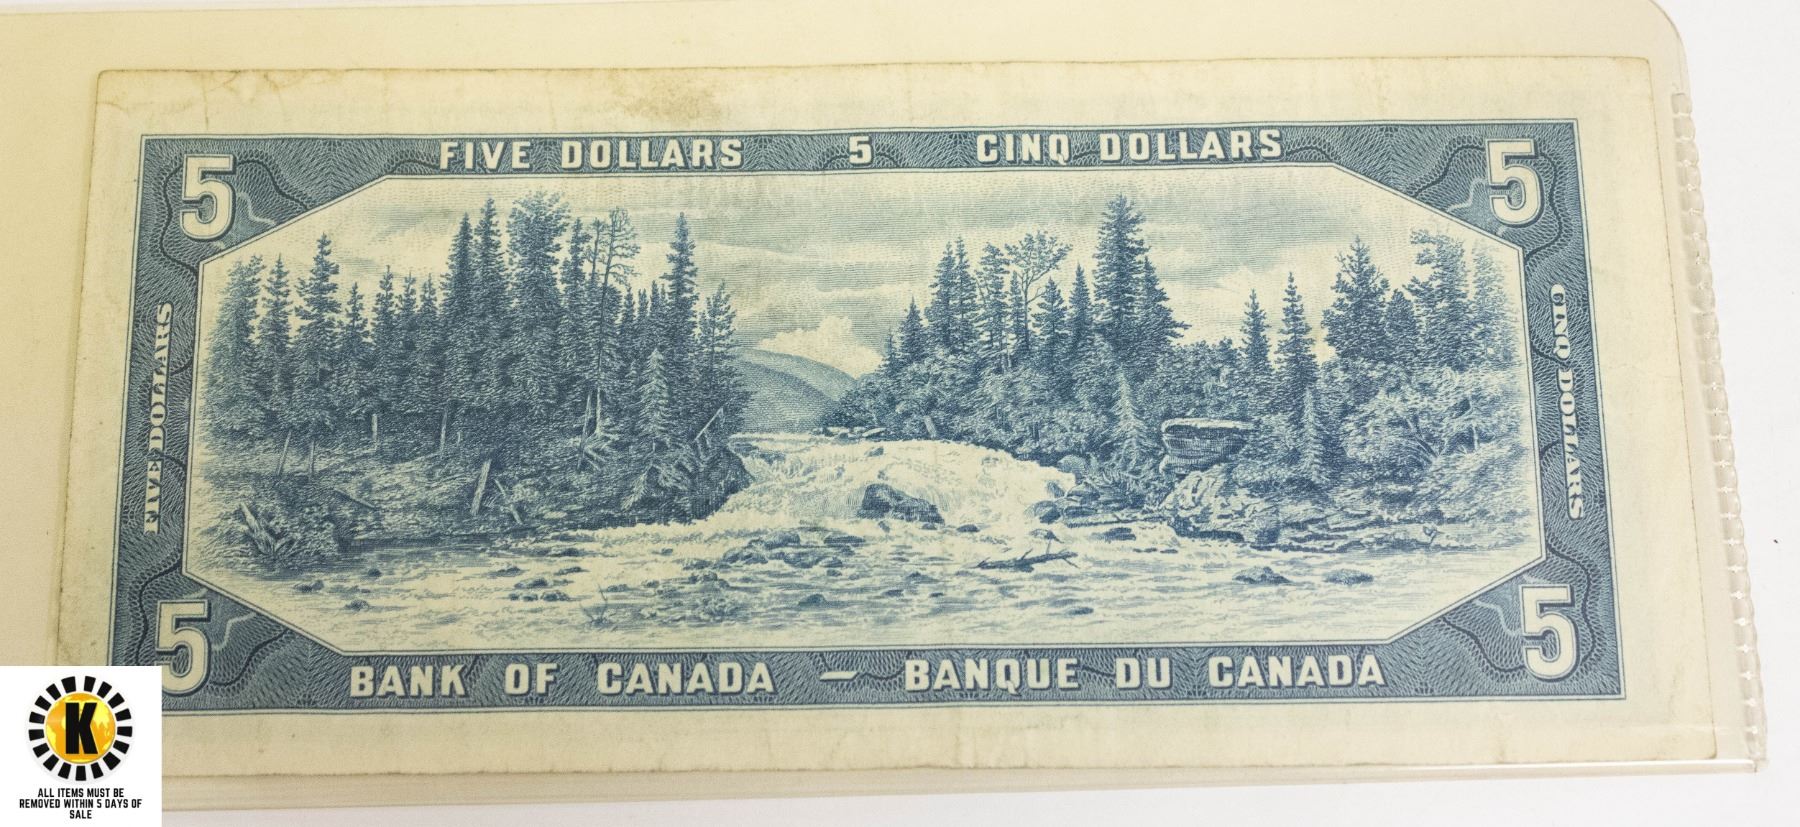 FIVE DOLLARS 5 CINQ DOLLARS
5 5
FIVE DOLLARS
CINQ DOLLARS
5 5
BANK OF CANADA — BANQUE DU CANADA
K
ALL ITEMS MUST BE
REMOVED WITHIN 5 DAYS OF
SALE